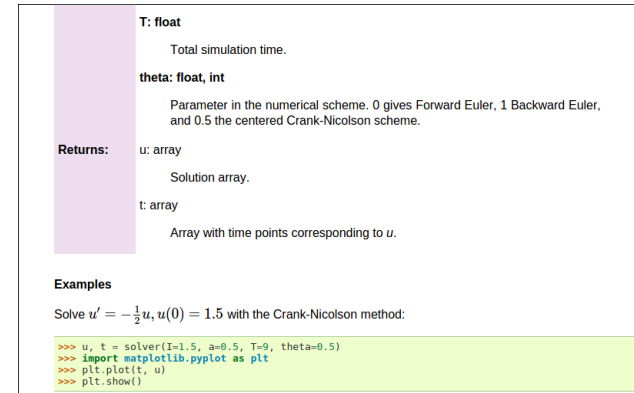 T: float
Total simulation time.
theta: float, int
Parameter in the numerical scheme. 0 gives Forward Euler, 1 Backward Euler,
and 0.5 the centered Crank-Nicolson scheme.
Returns: u: array
Solution array.
t: array
Array with time points corresponding to u.
Examples
Solve u′ = −½u, u(0) = 1.5 with the Crank-Nicolson method:
>>> u, t = solver(I=1.5, a=0.5, T=9, theta=0.5)
>>> import matplotlib.pyplot as plt
>>> plt.plot(t, u)
>>> plt.show()